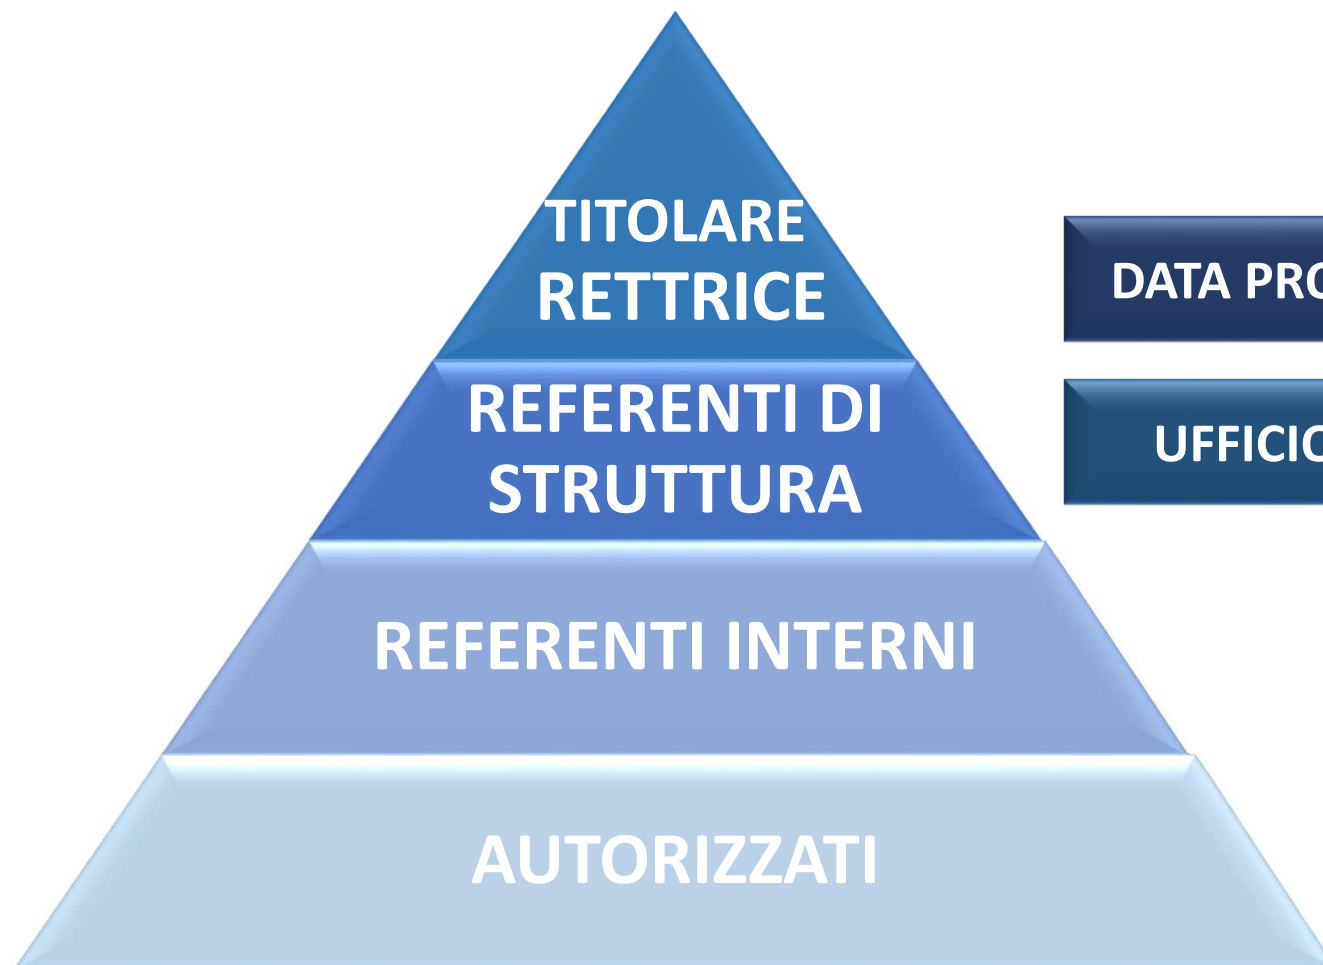 TITOLARE
RETTRICE
REFERENTI DI
STRUTTURA
REFERENTI INTERNI
AUTORIZZATI
DATA